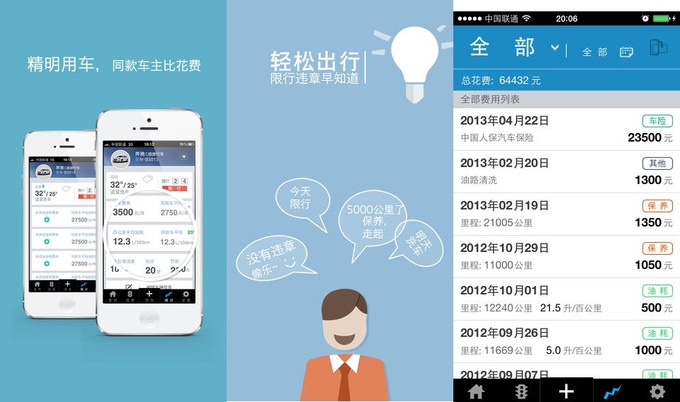 精明用车，同款车主比花费
32°/25°
适宜洗车
32°/25°
3500
2750
12.3
12.3
27500
轻松出行
限行违章早知道
今天
限行
5000公里了
保养，
走起
没有违章
偷乐~
明天
洗车
中国联通
20:06
全 部
全 部
总花费: 64432 元
全部费用列表
2013年04月22日 车险
中国人保汽车保险 23500 元
2013年02月20日 其他
油路清洗 1300 元
2013年02月19日 保 养
里程: 21005 公里 1350 元
2012年10月29日 保 养
里程: 11000 公里 1050 元
2012年10月01日 油 耗
里程: 12240 公里 21.5 升/百公里 500 元
2012年09月26日 油 耗
里程: 11669 公里 5.0 升/百公里 1000 元
2012年09月07日 油 耗